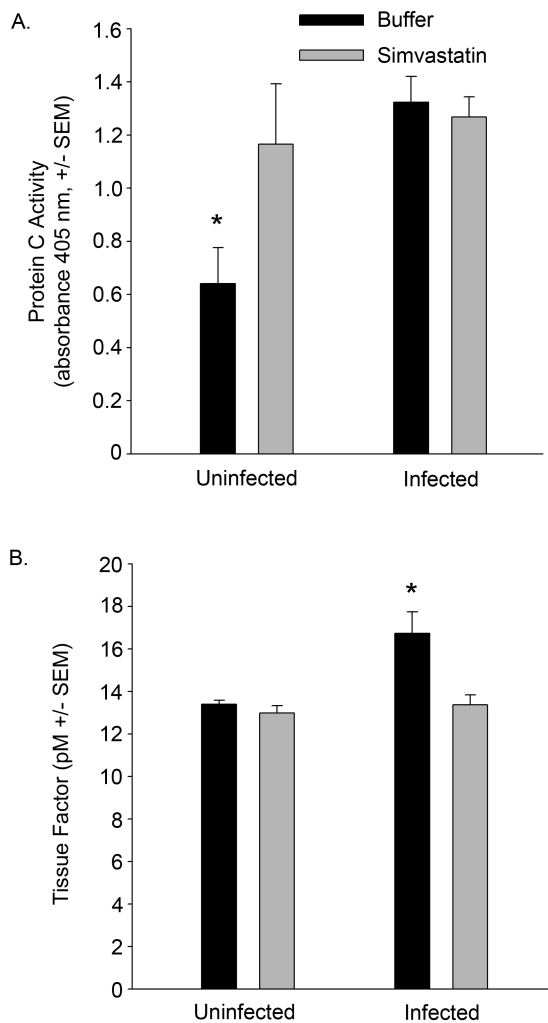 A.
Buffer
Simvastatin
Protein C Activity
(absorbance 405 nm, +/- SEM)
1.6
1.4
1.2
1.0
0.8
0.6
0.4
0.2
0
*
Uninfected
Infected
B.
Tissue Factor (pM +/- SEM)
20
18
16
14
12
10
8
6
4
2
0
*
Uninfected
Infected